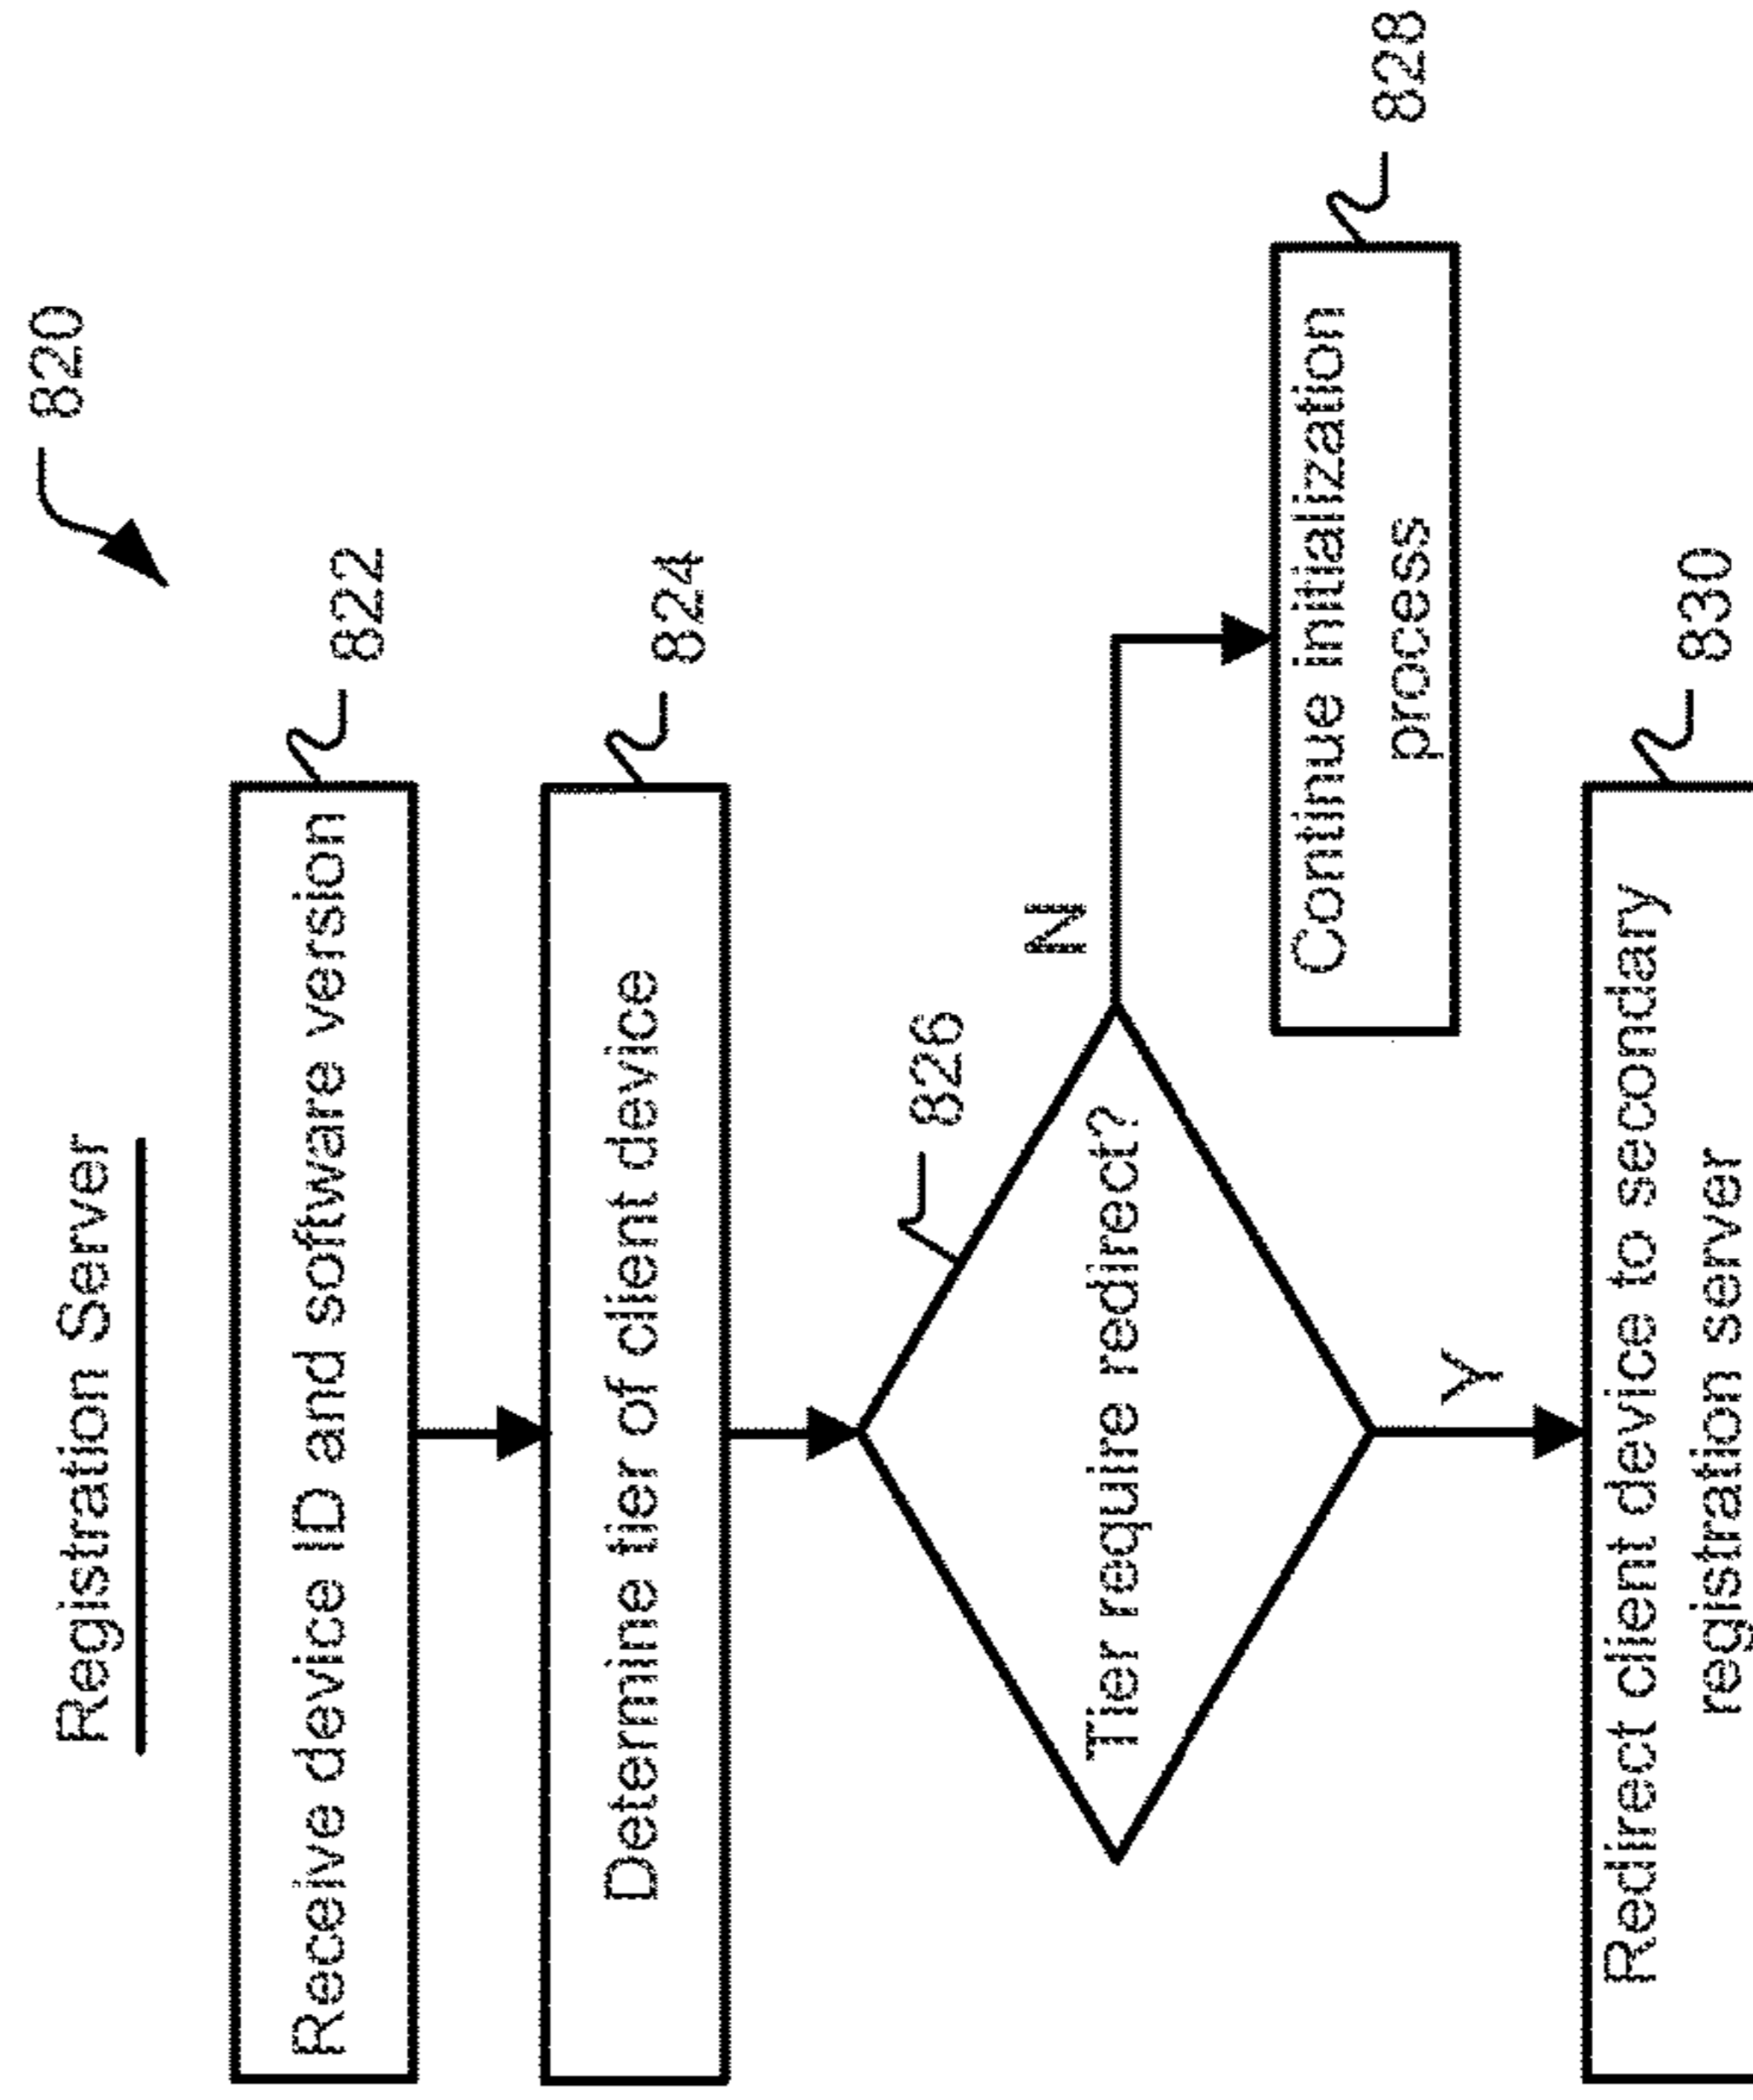 820
Registration Server
822
Receive device ID and software version
824
Determine tier of client device
826
Tier require redirect?
N
828
Continue initialization
process
Y
830
Redirect client device to secondary
registration server